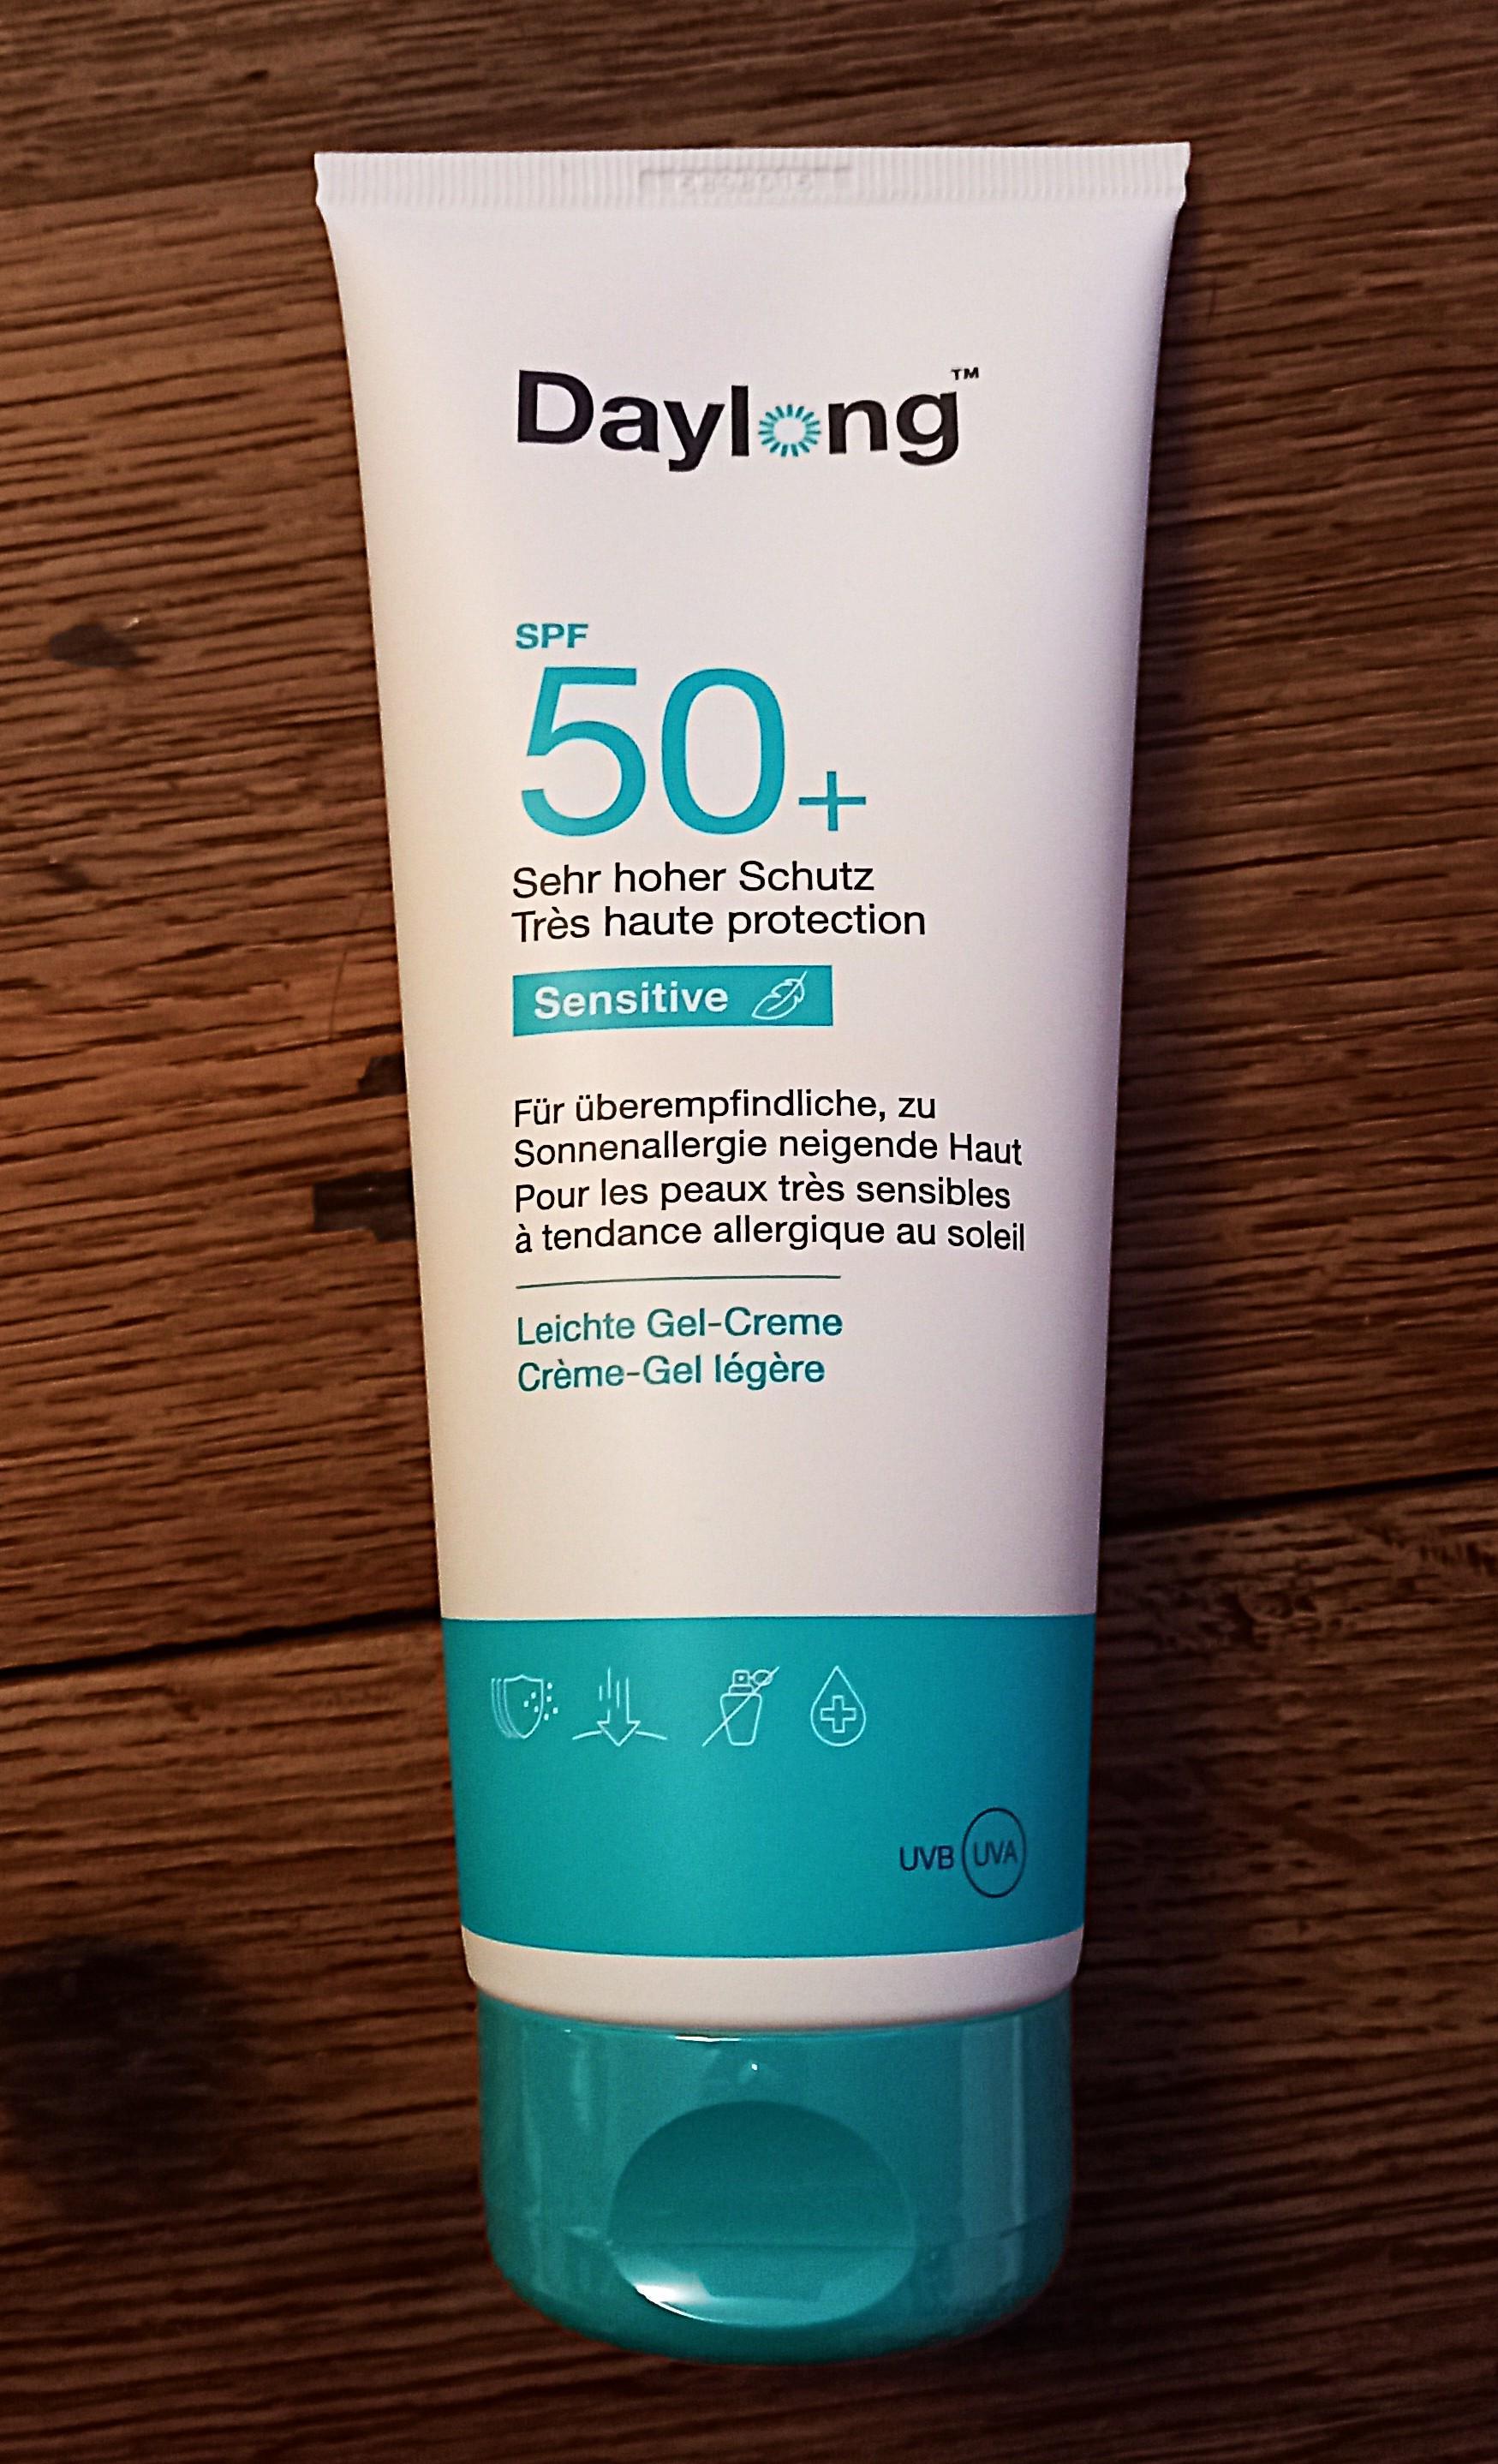 Daylong™
SPF
50+
Sehr hoher Schutz
Très haute protection
Sensitive
Für überempfindliche, zu
Sonnenallergie neigende Haut
Pour les peaux très sensibles
à tendance allergique au soleil
Leichte Gel-Creme
Crème-Gel légère
UVB UVA